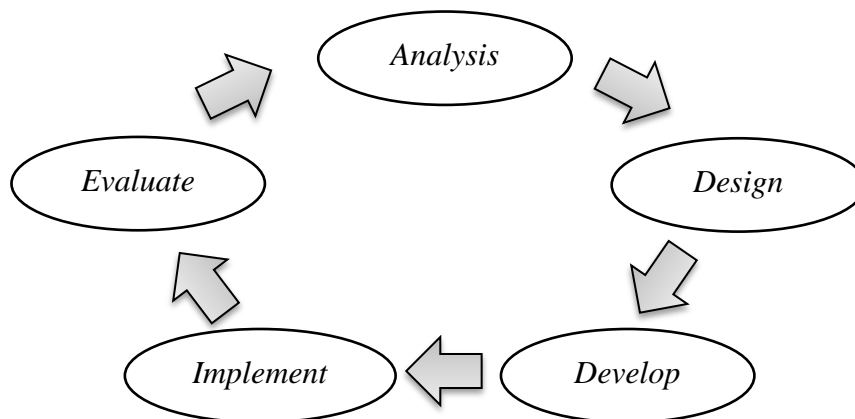 Analysis
Design
Develop
Implement
Evaluate